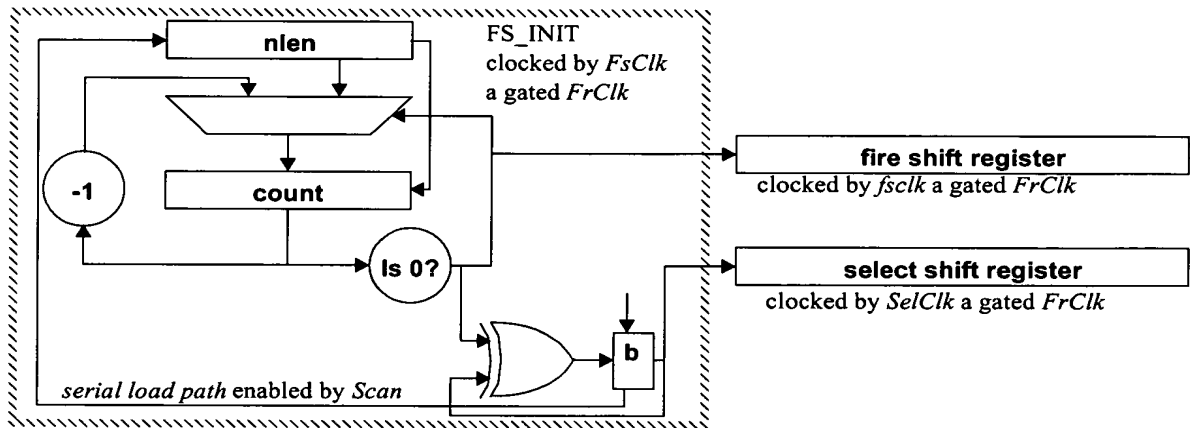 nlen
FS_INIT
clocked by FsClk
a gated FrClk
-1
count
Is 0?
b
serial load path enabled by Scan
fire shift register
clocked by fsclk a gated FrClk
select shift register
clocked by SelClk a gated FrClk